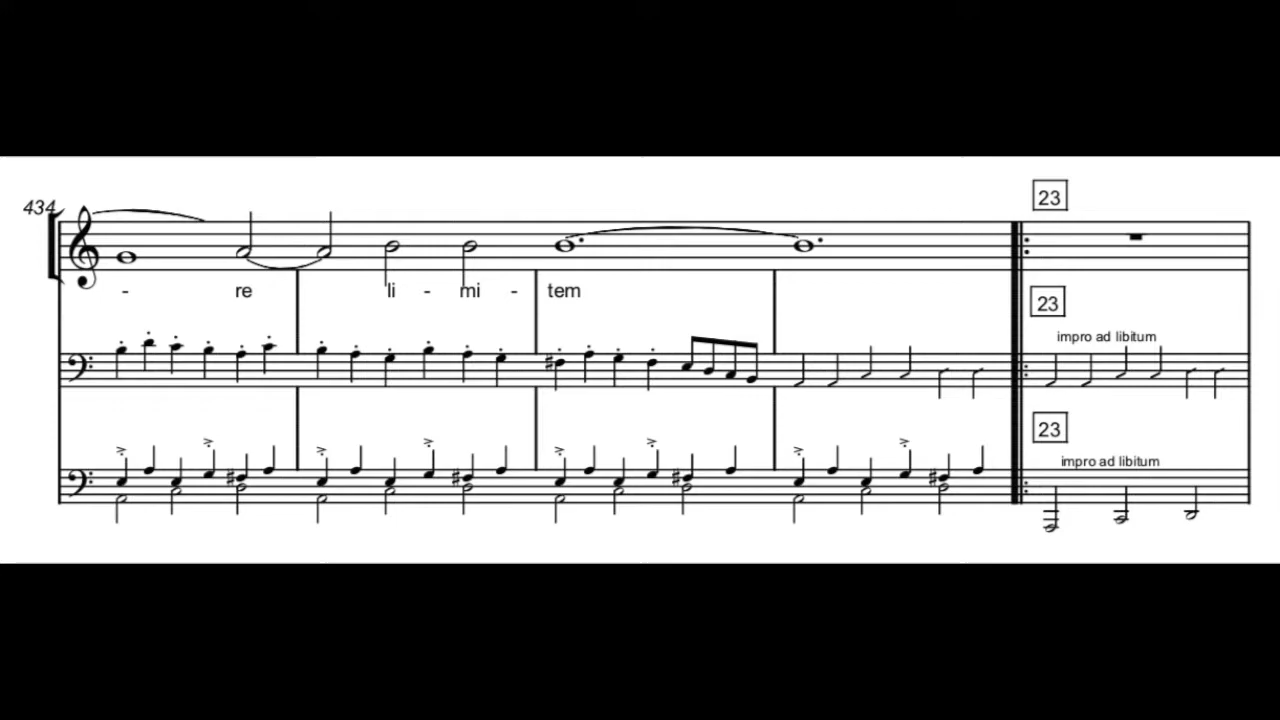 434
23
- re li - mi - tem
23
impro ad libitum
23
impro ad libitum